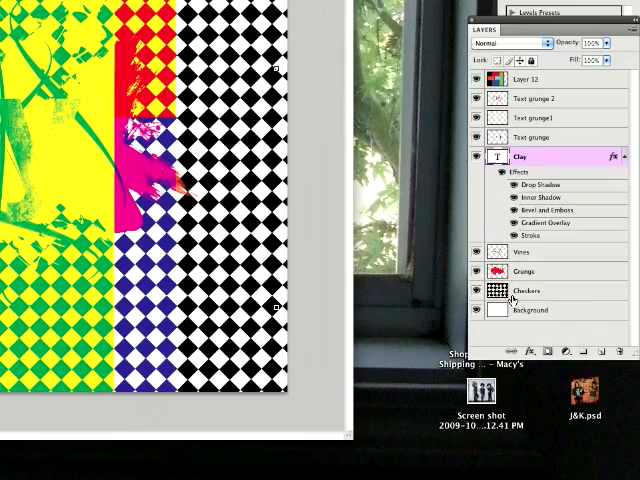 Levels Presets
LAYERS
Normal Opacity: 100%
Lock: Fill: 100%
Layer 12
Text grunge 2
Text grunge1
Text grunge
T Clay fx
Effects
Drop Shadow
Inner Shadow
Bevel and Emboss
Gradient Overlay
Stroke
Vines
Grunge
Checkers
Background
fx
Shipping ... – Macy's
Screen shot
2009-10....12.41 PM
J&K.psd